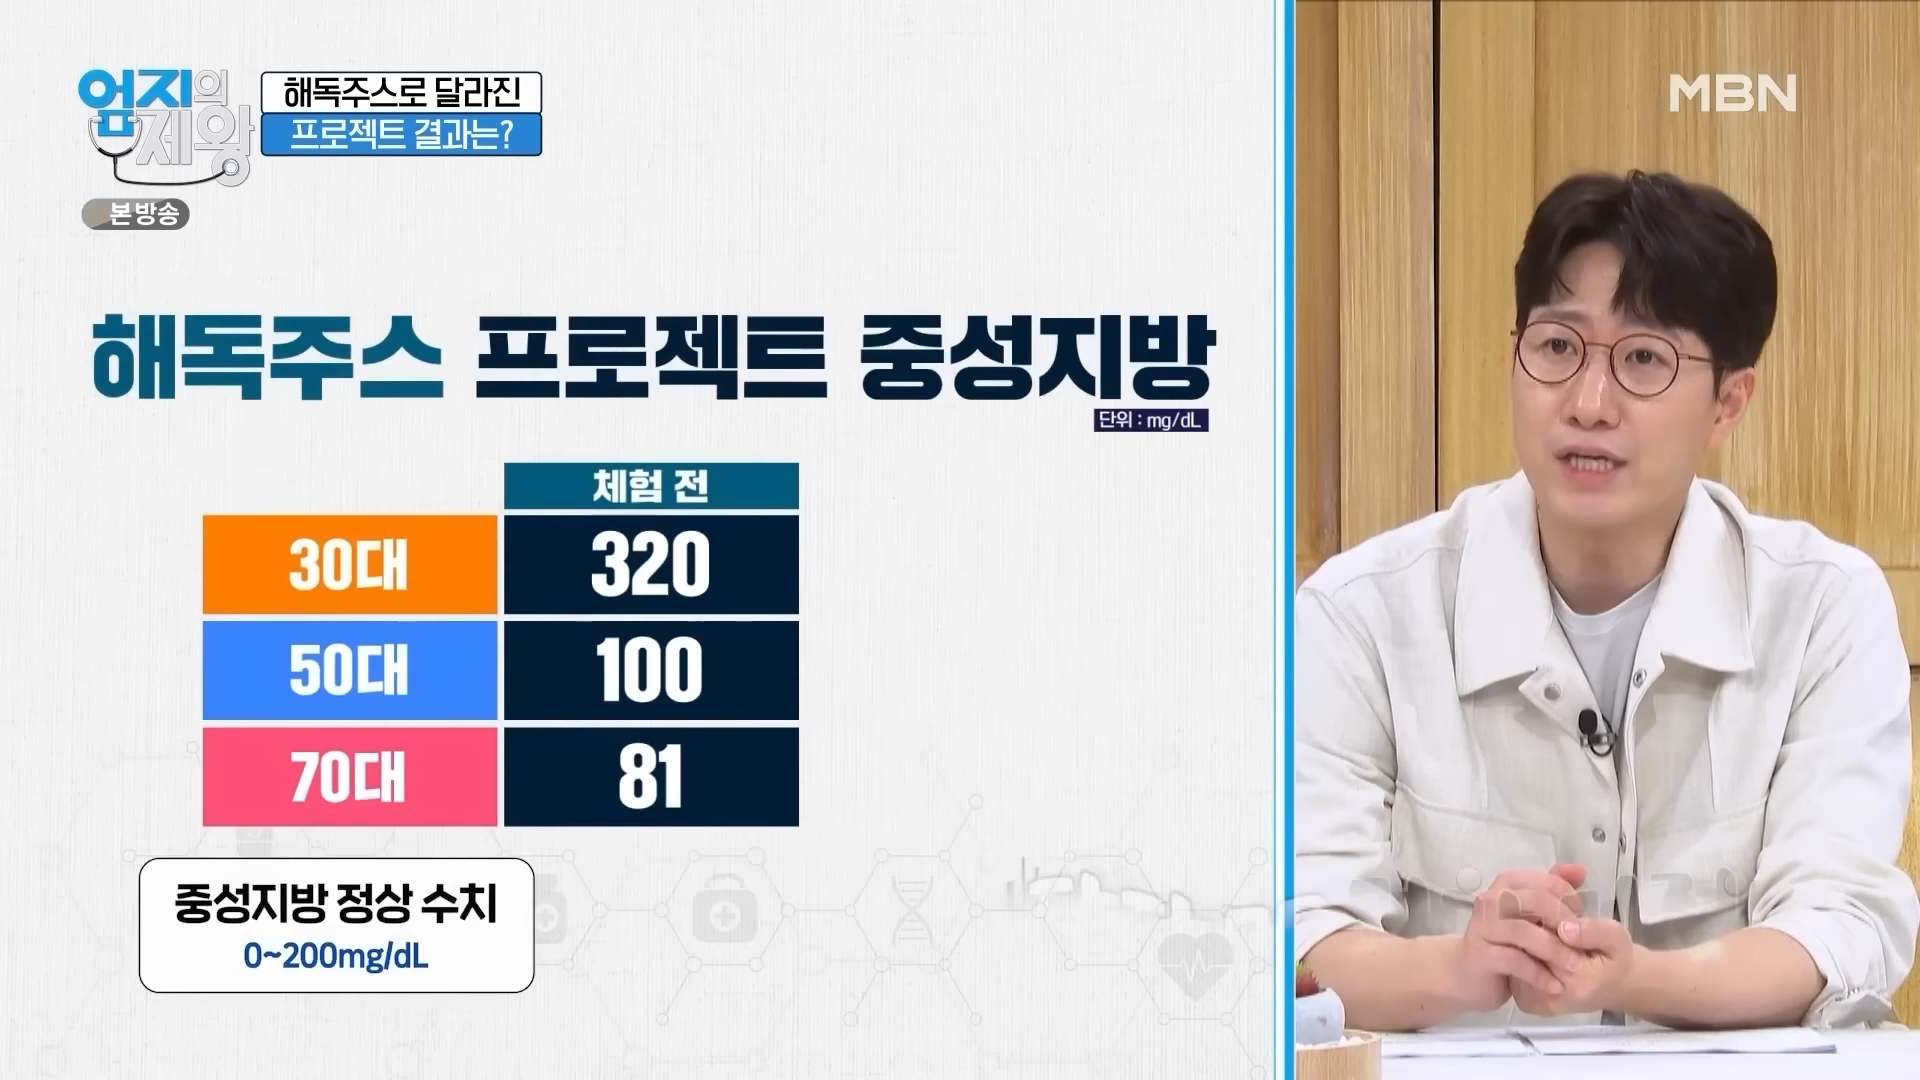 엄지의 제왕
해독주스로 달라진
프로젝트 결과는?
MBN
본방송
해독주스 프로젝트 중성지방
단위 : mg/dL
체험 전
30대 320
50대 100
70대 81
중성지방 정상 수치
0~200mg/dL